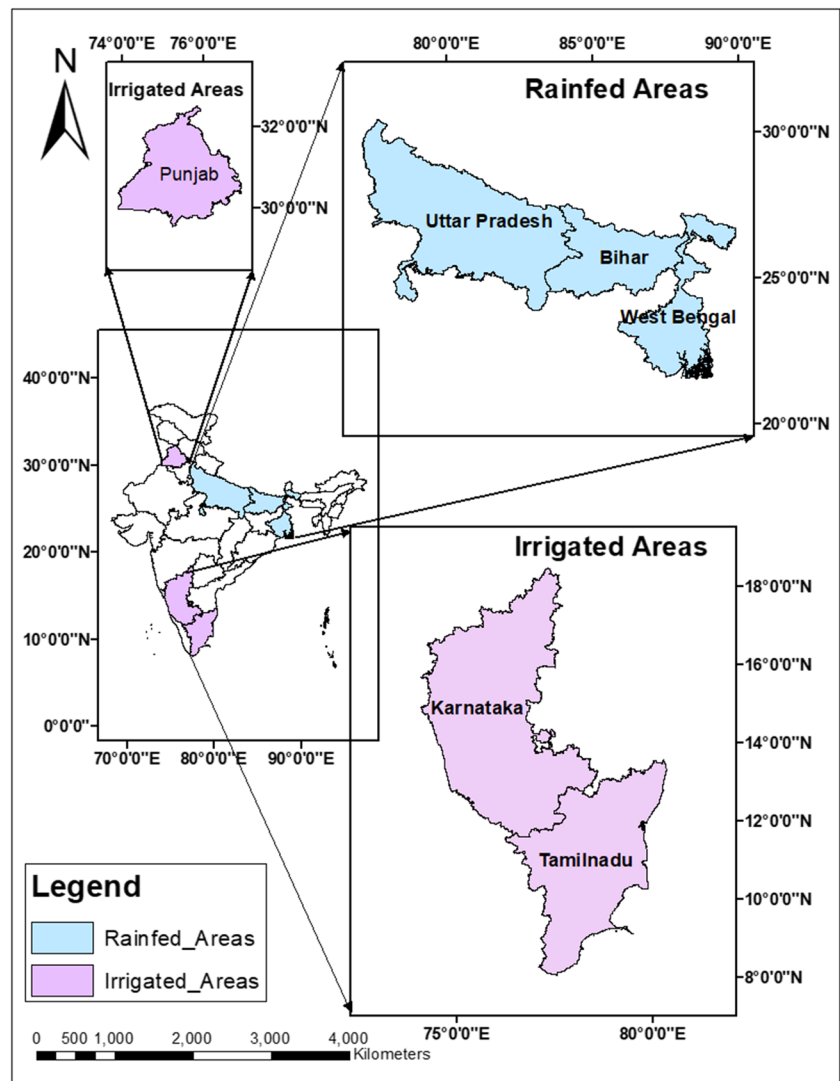 74°0'0"E 76°0'0"E
80°0'0"E 85°0'0"E 90°0'0"E
N
Irrigated Areas
Punjab
32°0'0"N
30°0'0"N
Rainfed Areas
Uttar Pradesh
Bihar
West Bengal
30°0'0"N
25°0'0"N
20°0'0"N
40°0'0"N
30°0'0"N
20°0'0"N
10°0'0"N
0°0'0"
70°0'0"E 80°0'0"E 90°0'0"E
Irrigated Areas
Karnataka
Tamilnadu
18°0'0"N
16°0'0"N
14°0'0"N
12°0'0"N
10°0'0"N
8°0'0"N
75°0'0"E 80°0'0"E
Legend
Rainfed_Areas
Irrigated_Areas
0 500 1,000 2,000 3,000 4,000
Kilometers